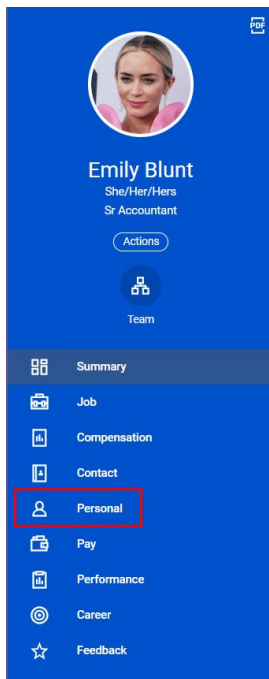 PDF
Emily Blunt
She/Her/Hers
Sr Accountant
Actions
Team
Summary
Job
Compensation
Contact
Personal
Pay
Performance
Career
Feedback